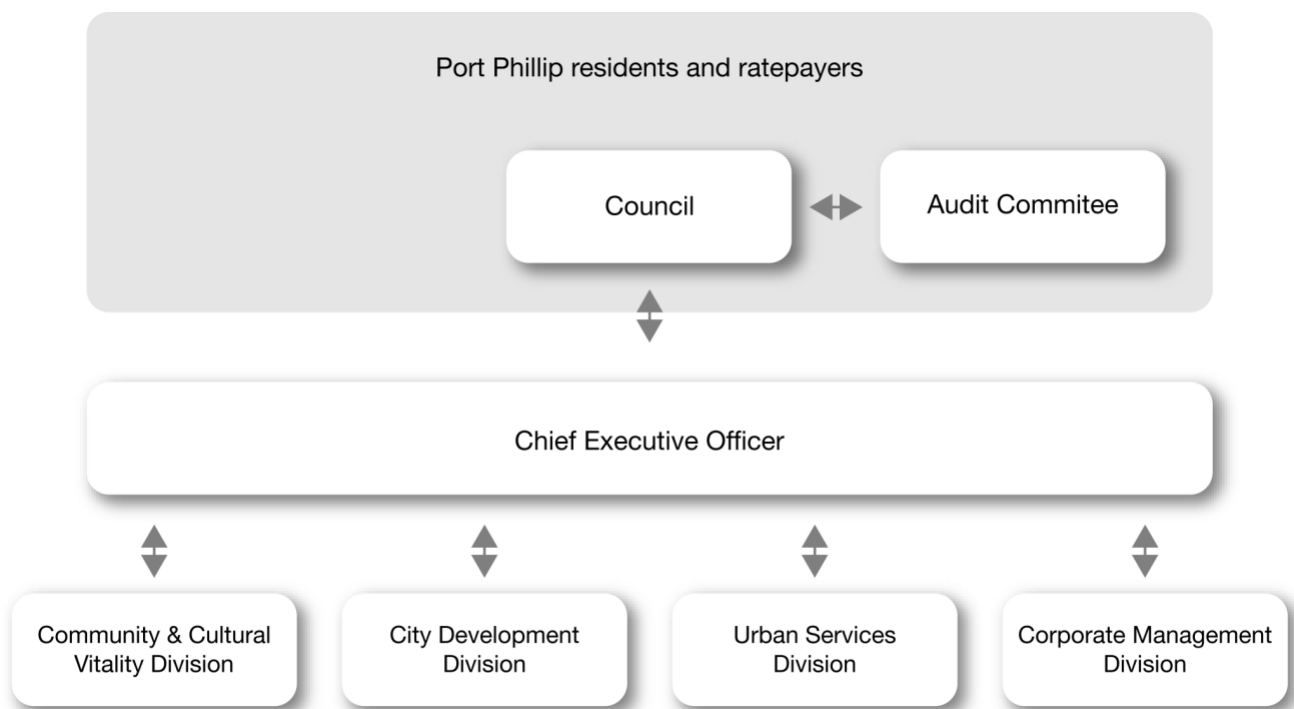 Port Phillip residents and ratepayers
Council
Audit Commitee
Chief Executive Officer
Community & Cultural
Vitality Division
City Development
Division
Urban Services
Division
Corporate Management
Division